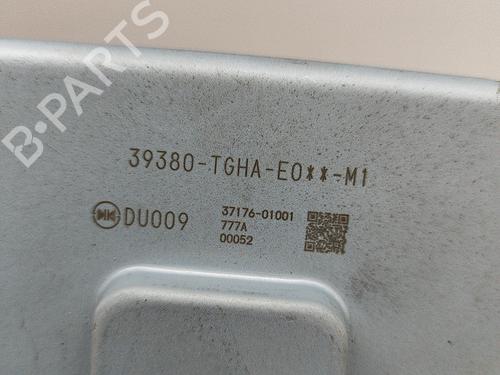 B-PARTS
39380-TGHA-E0**-M1
DU009
37176-01001
777A
00052